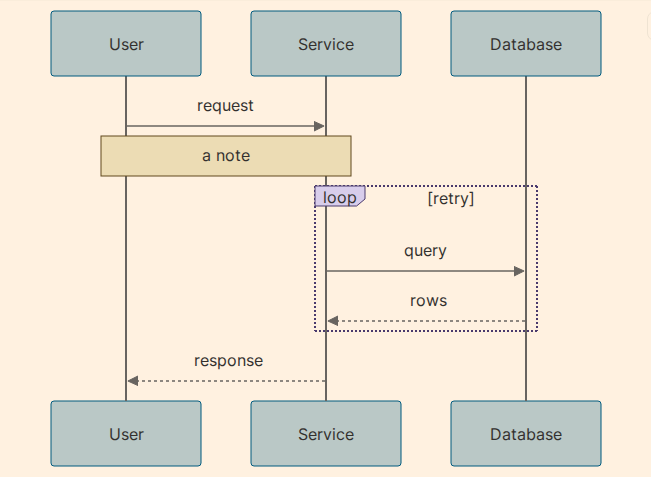 User
Service
Database
request
a note
loop
[retry]
query
rows
response
User
Service
Database